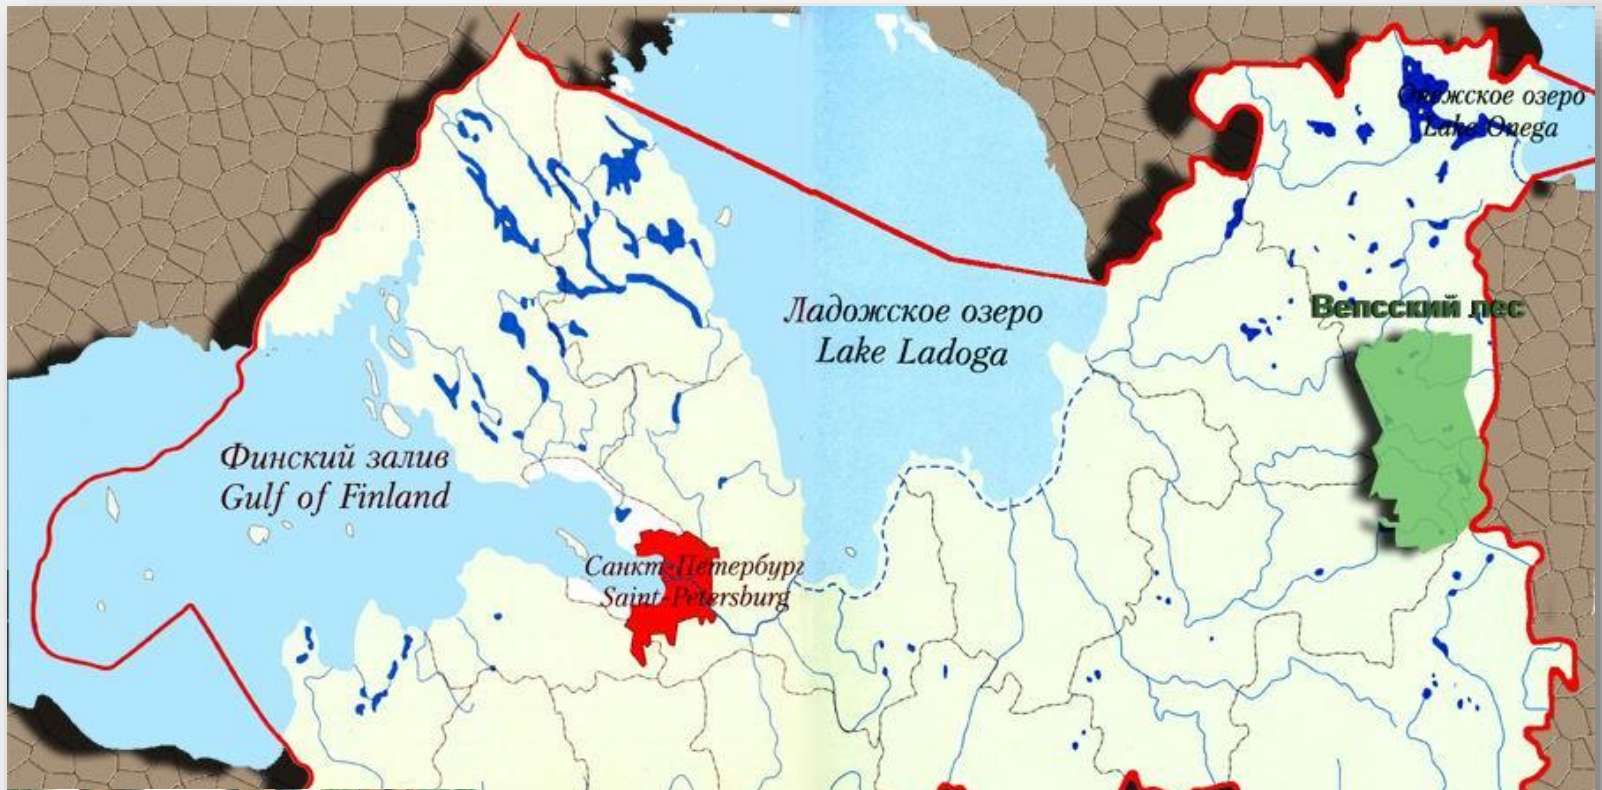 Онежское озеро
Lake Onega
Вепсский лес
Ладожское озеро
Lake Ladoga
Финский залив
Gulf of Finland
Санкт-Петербург
Saint-Petersburg